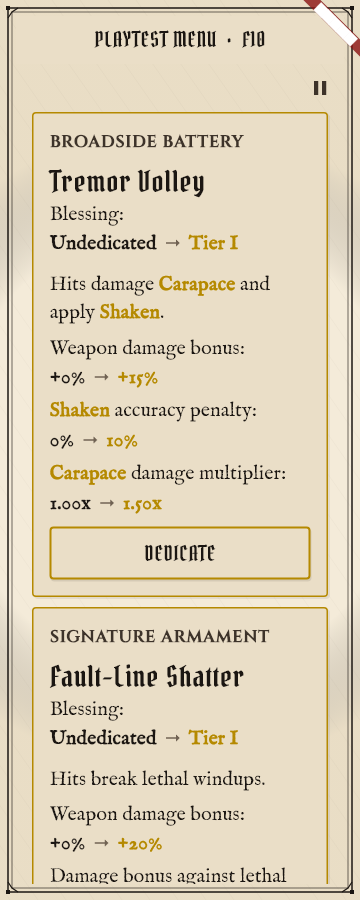 PLAYTEST MENU · F10
BROADSIDE BATTERY
Tremor Volley
Blessing:
Undedicated → Tier I
Hits damage Carapace and
apply Shaken.
Weapon damage bonus:
+0% → +15%
Shaken accuracy penalty:
0% → 10%
Carapace damage multiplier:
1.00x → 1.50x
DEDICATE
SIGNATURE ARMAMENT
Fault-Line Shatter
Blessing:
Undedicated → Tier I
Hits break lethal windups.
Weapon damage bonus:
+0% → +20%
Damage bonus against lethal